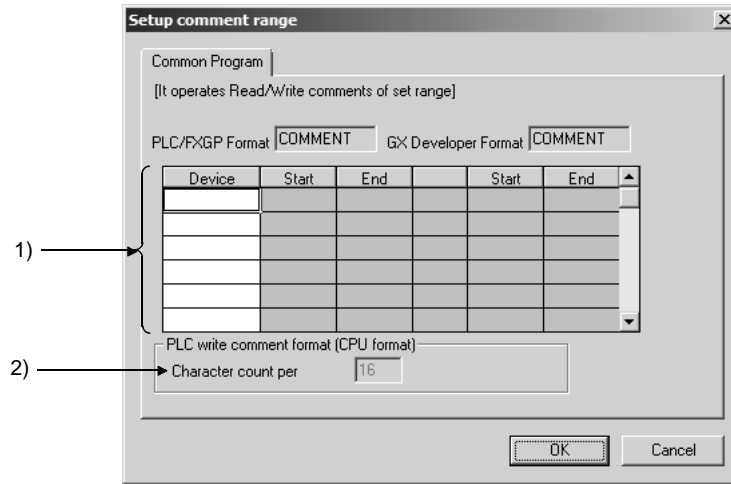 Setup comment range
Common Program
[It operates Read/Write comments of set range]
PLC/FXGP Format COMMENT GX Developer Format COMMENT
Device Start End Start End
1)
PLC write comment format (CPU format)
2) Character count per 16
OK Cancel